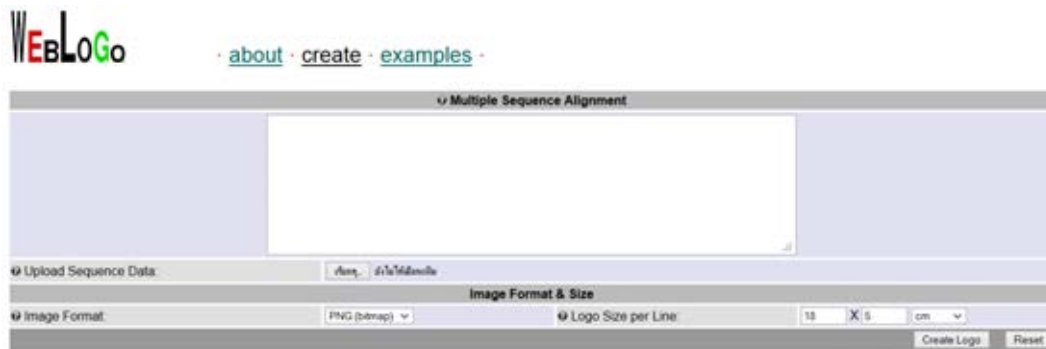 WEBLOGO
· about · create · examples ·
Multiple Sequence Alignment
Upload Sequence Data:
Image Format & Size
Image Format: PNG (bitmap) Logo Size per Line: 18 X 5 cm
Create Logo Reset